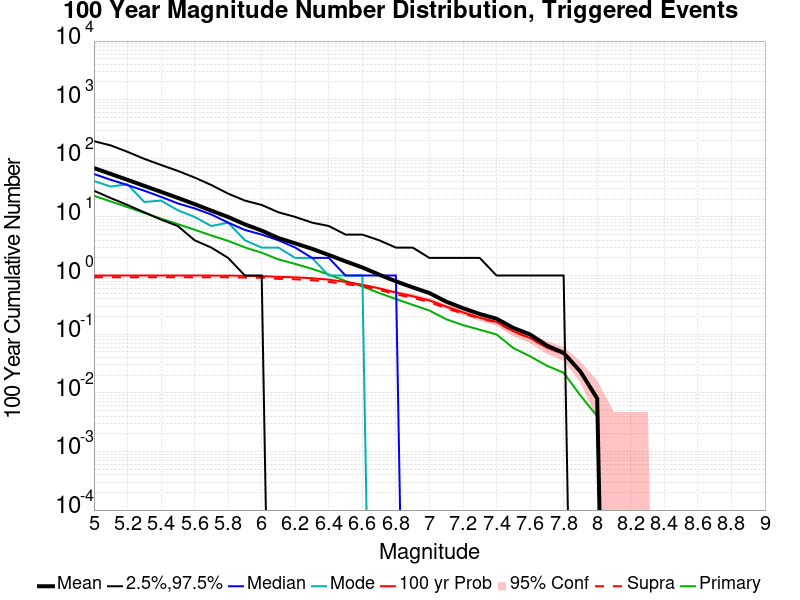 100 Year Magnitude Number Distribution, Triggered Events
10^4
10^3
10^2
10^1
10^0
10^-1
10^-2
10^-3
10^-4
100 Year Cumulative Number
5 5.2 5.4 5.6 5.8 6 6.2 6.4 6.6 6.8 7 7.2 7.4 7.6 7.8 8 8.2 8.4 8.6 8.8 9
Magnitude
Mean 2.5%,97.5% Median Mode 100 yr Prob 95% Conf Supra Primary